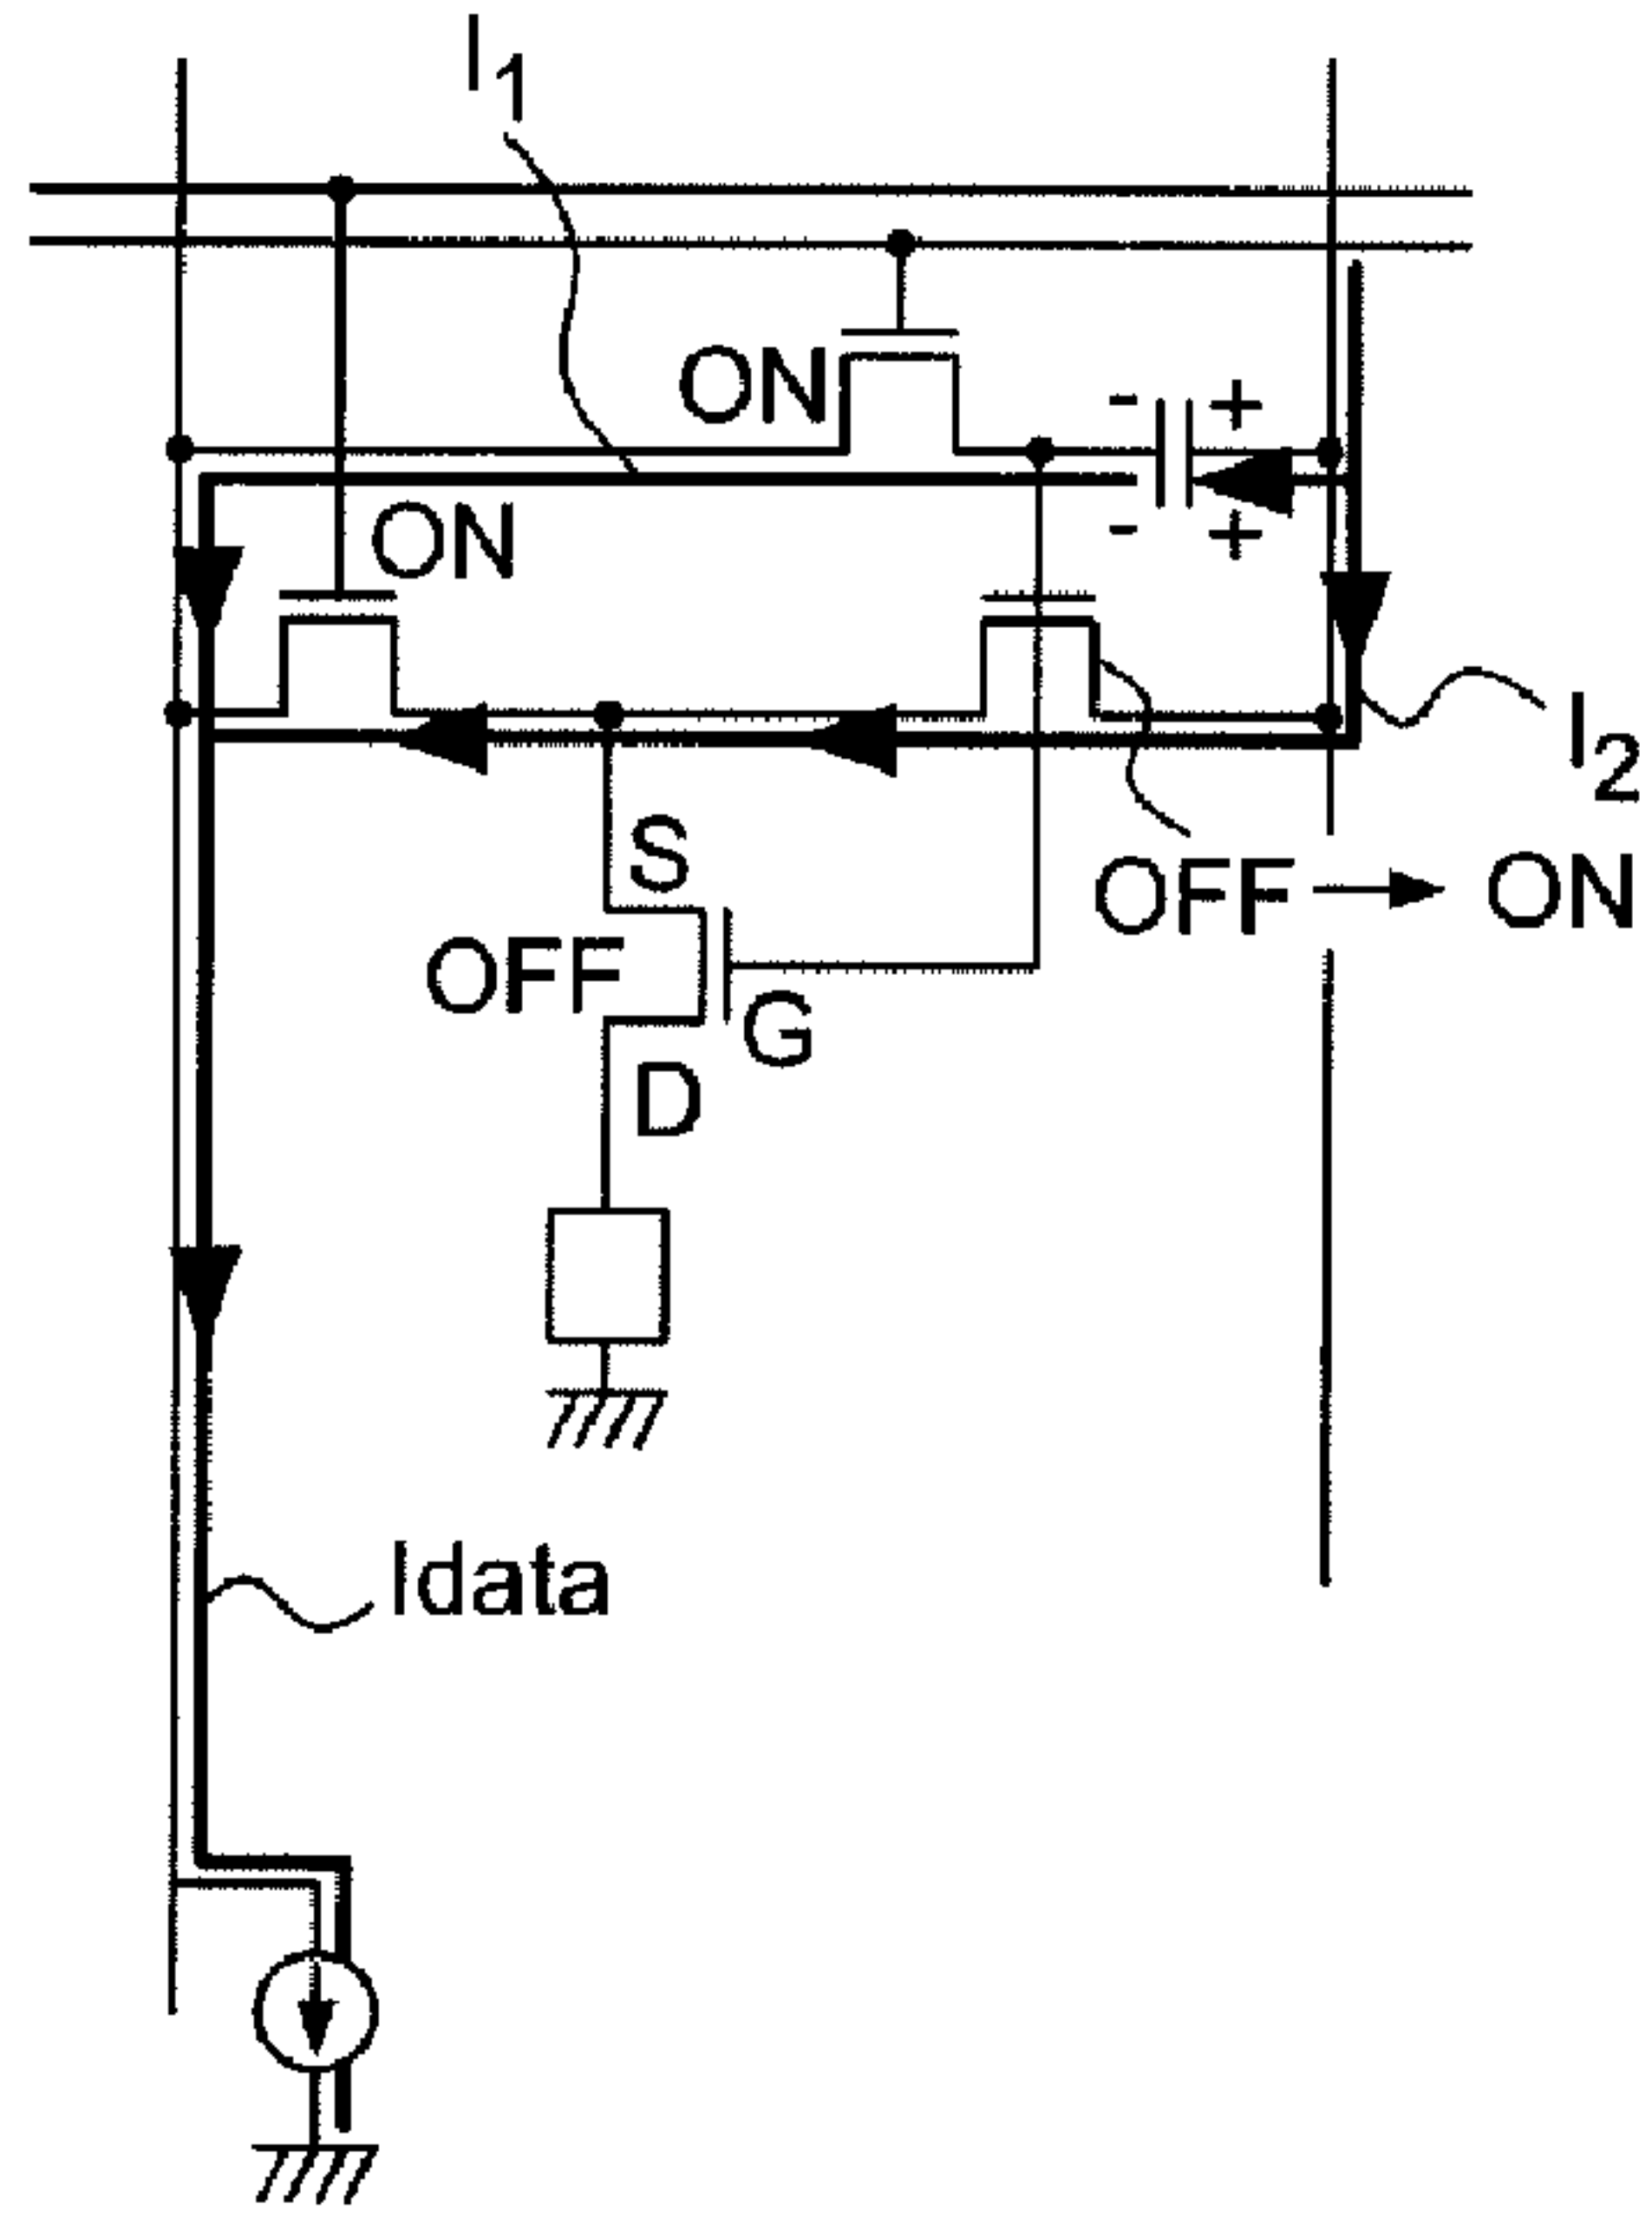 I1
ON
- +
ON
- +
I2
S
OFF → ON
OFF
G
D
Idata